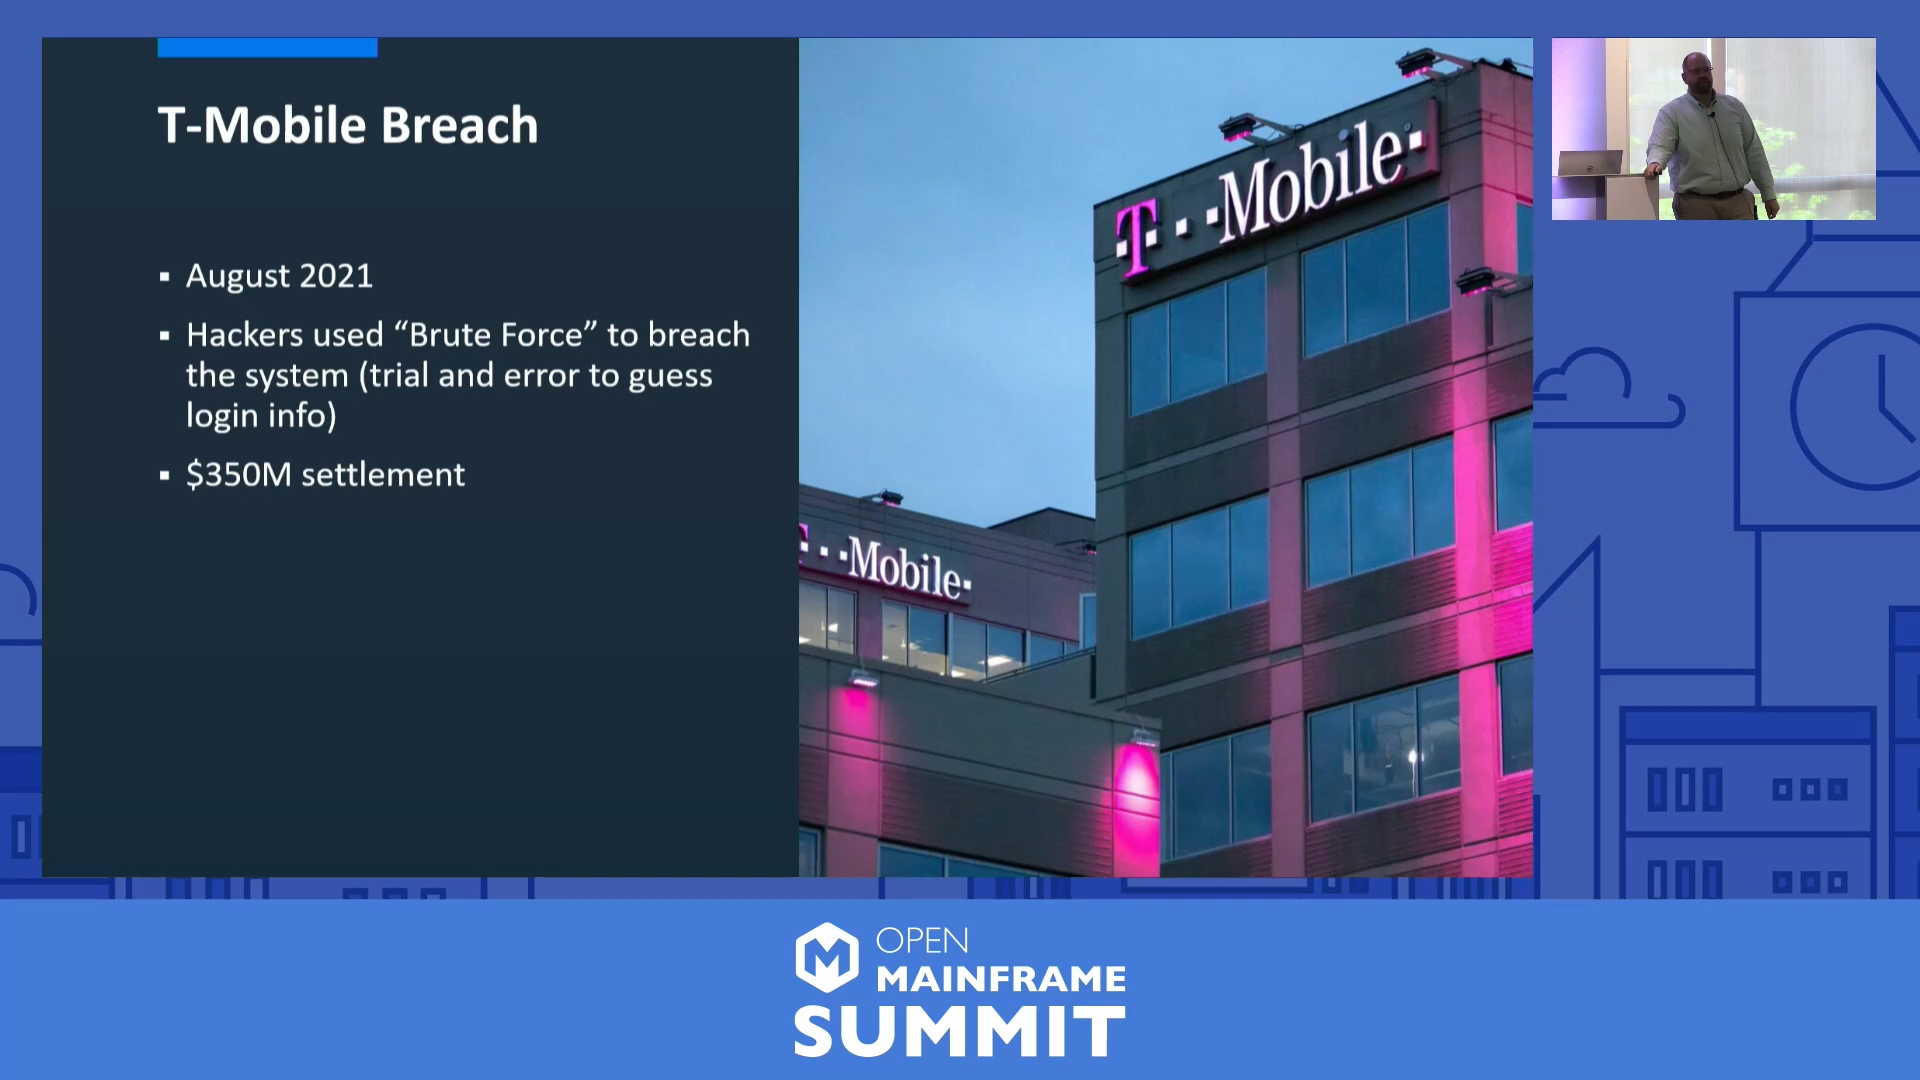 T-Mobile Breach
▪ August 2021
▪ Hackers used “Brute Force” to breach
the system (trial and error to guess
login info)
▪ $350M settlement
T··Mobile·
··Mobile·
OPEN
MAINFRAME
SUMMIT